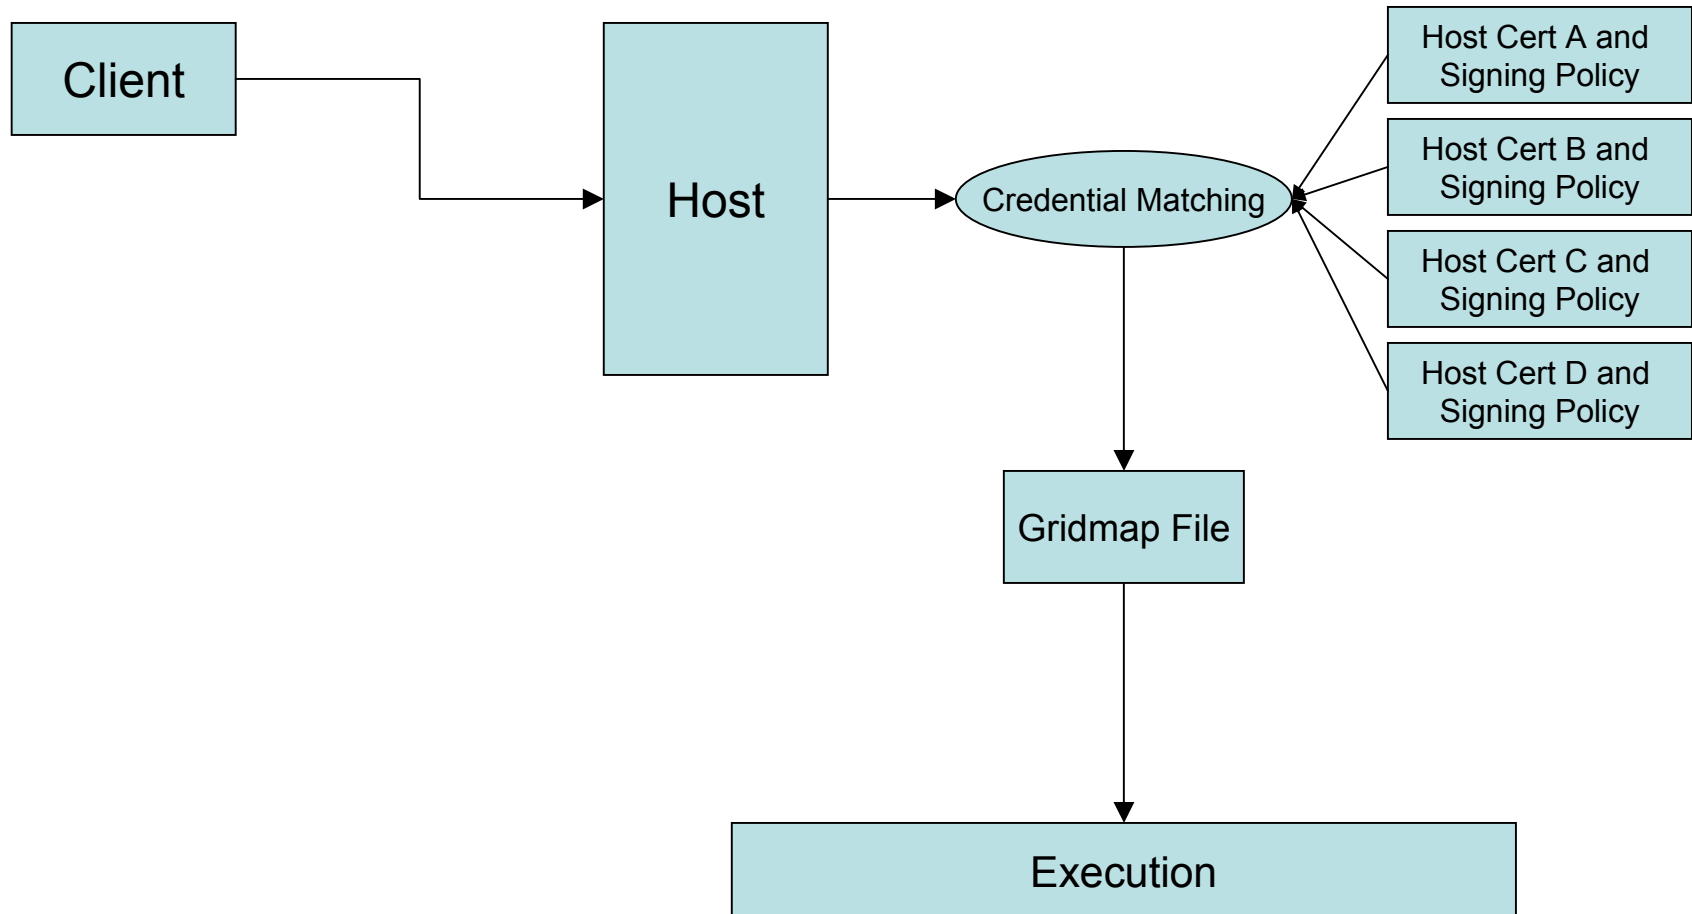 Client
Host
Credential Matching
Host Cert A and
Signing Policy
Host Cert B and
Signing Policy
Host Cert C and
Signing Policy
Host Cert D and
Signing Policy
Gridmap File
Execution